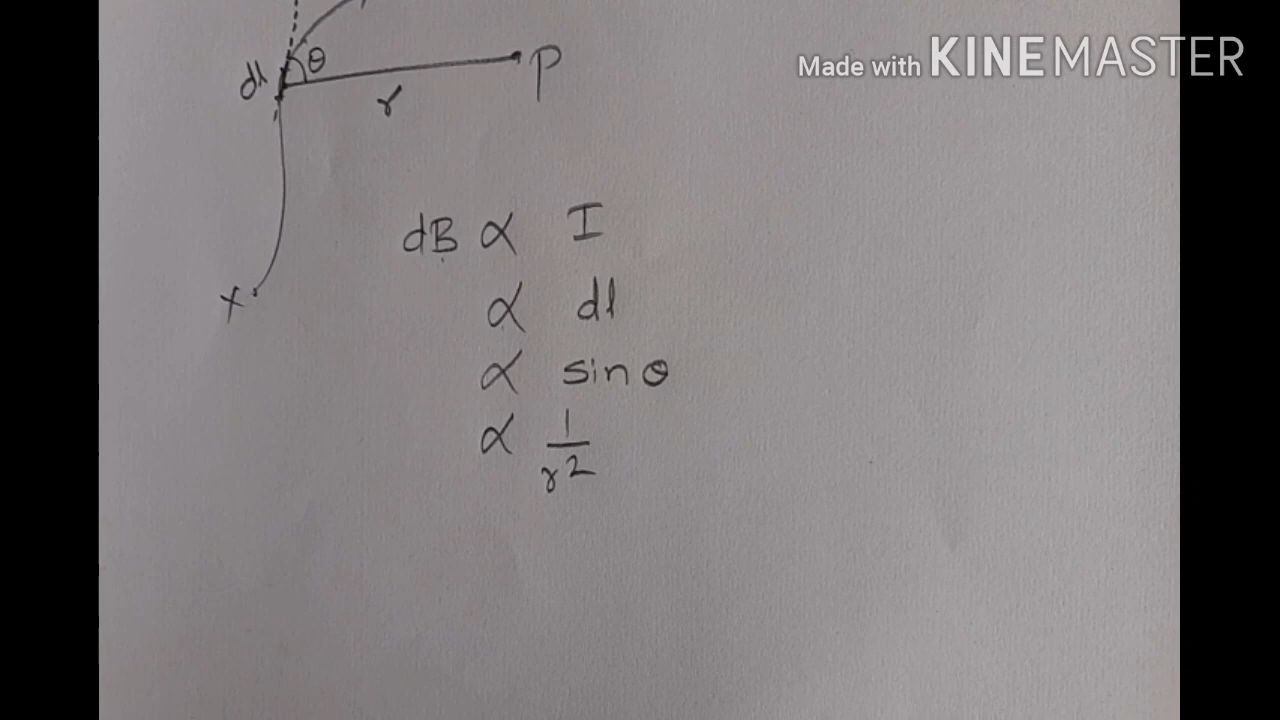 Made with KINEMASTER
dl θ
r P
dB ∝ I
x
∝ dl
∝ sin θ
∝ 1/r2